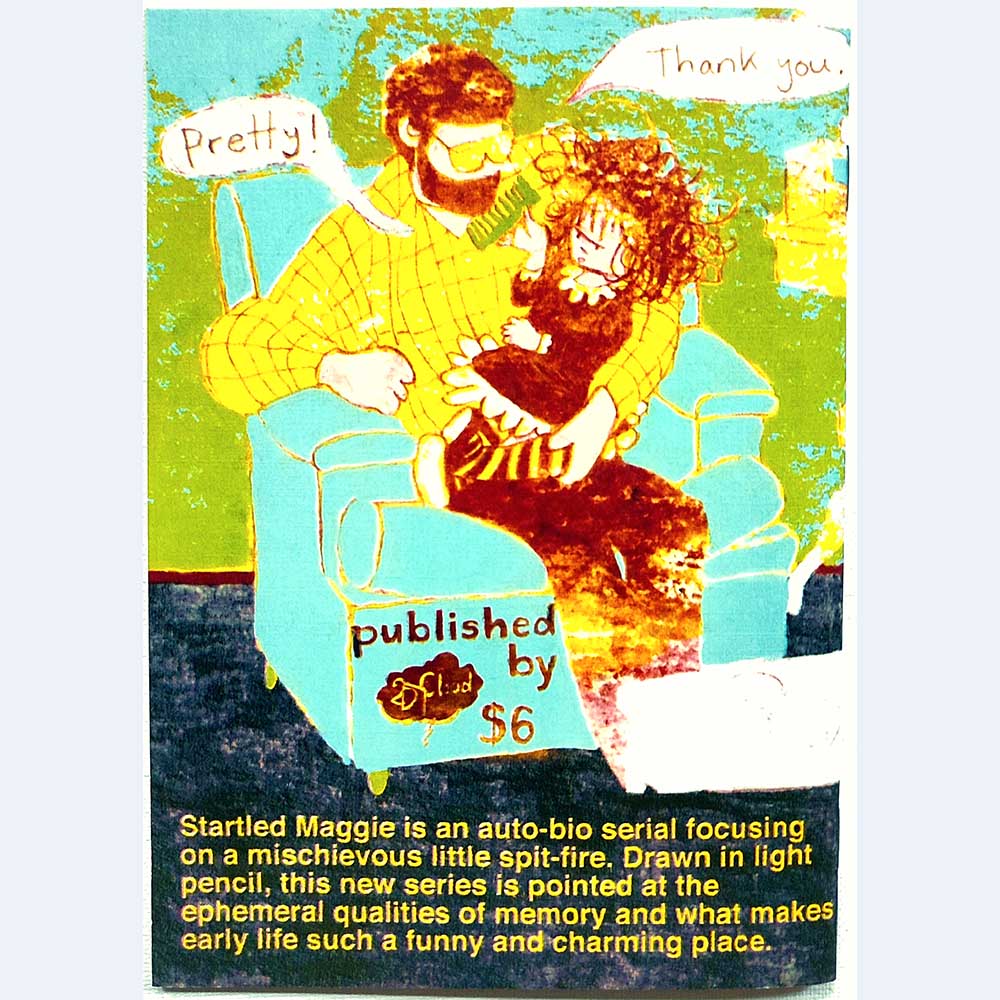 Thank you.
Pretty!
published
by
2D Cloud
$6
Startled Maggie is an auto-bio serial focusing
on a mischievous little spit-fire. Drawn in light
pencil, this new series is pointed at the
ephemeral qualities of memory and what makes
early life such a funny and charming place.